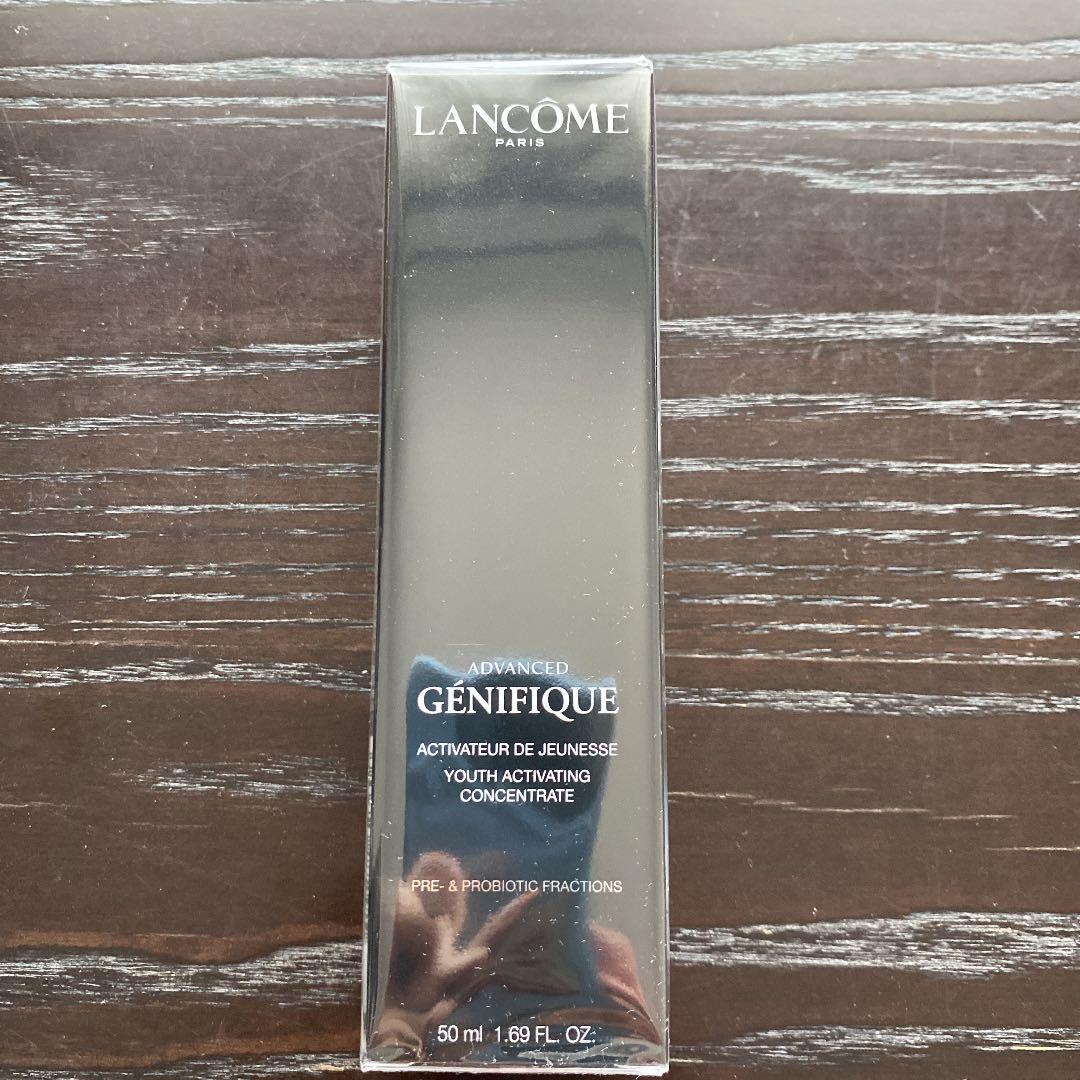 LANCÔME
PARIS
ADVANCED
GÉNIFIQUE
ACTIVATEUR DE JEUNESSE
YOUTH ACTIVATING
CONCENTRATE
PRE- & PROBIOTIC FRACTIONS
50 ml 1.69 FL. OZ.